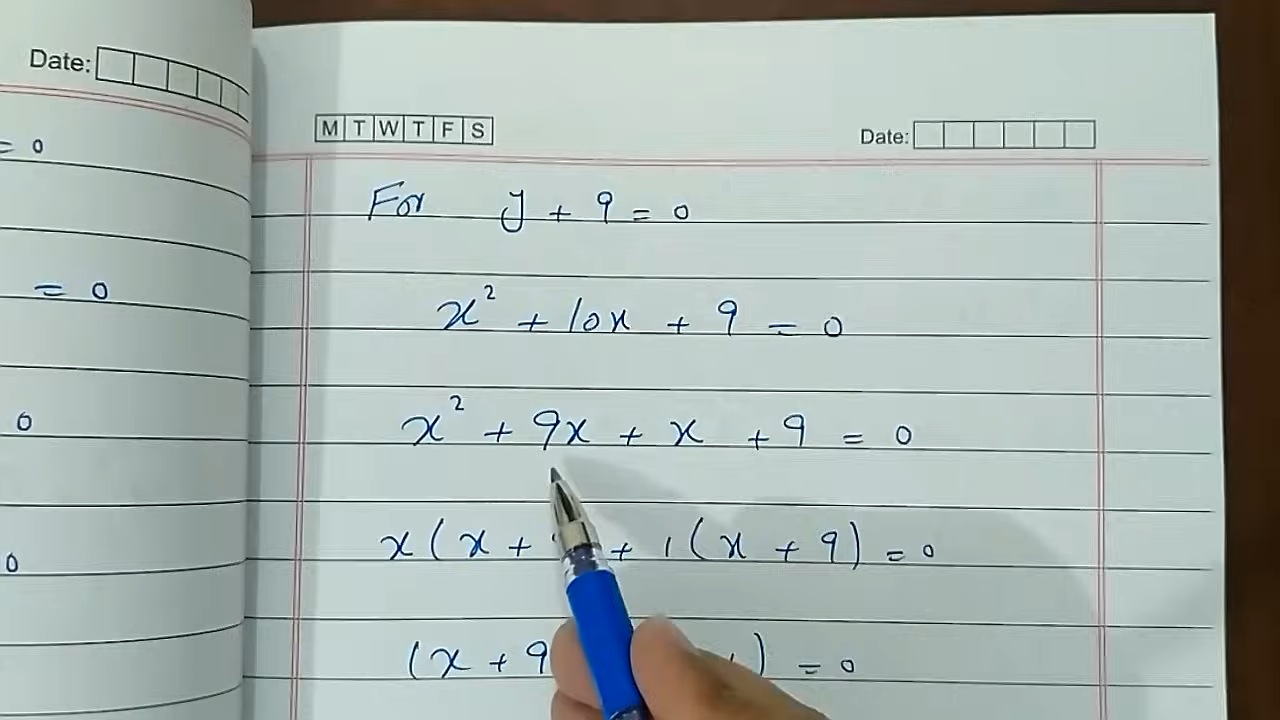 Date:
= 0
= 0
0
0
M T W T F S
Date:
For y + 9 = 0
x² + 10x + 9 = 0
x² + 9x + x + 9 = 0
x(x + + 1(x + 9) = 0
(x + 9 ) = 0